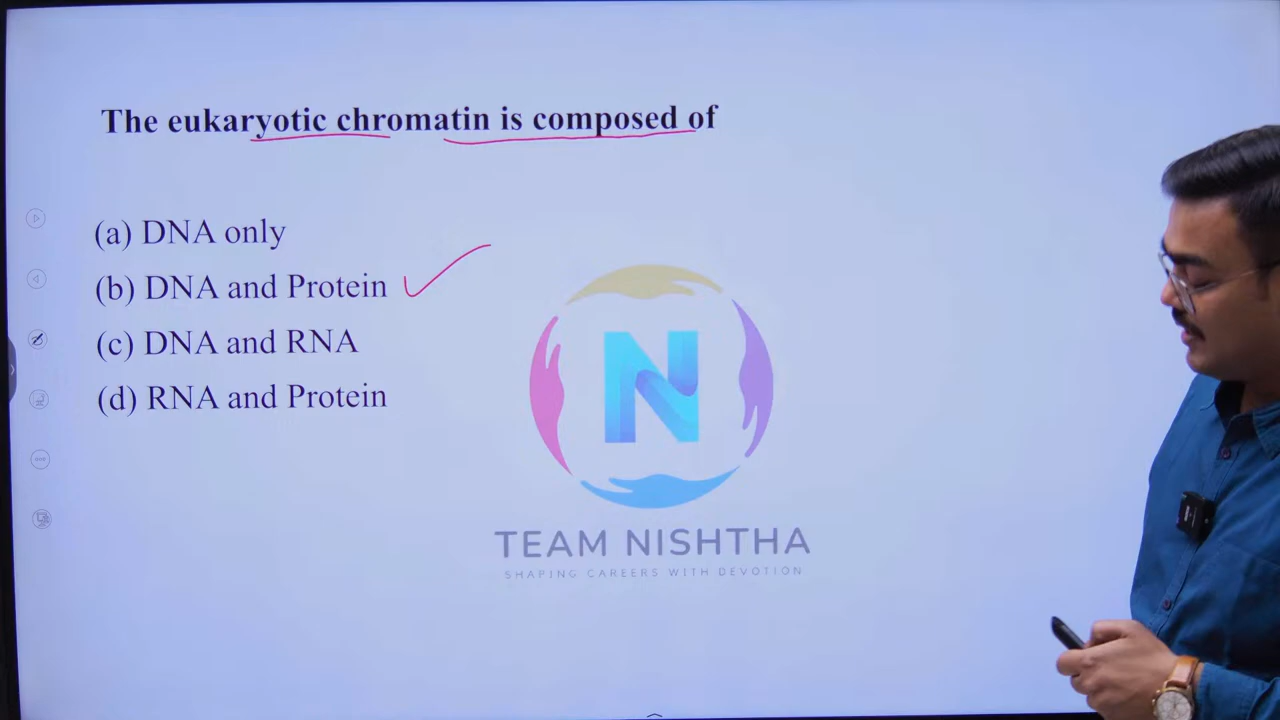 The eukaryotic chromatin is composed of
(a) DNA only
(b) DNA and Protein
(c) DNA and RNA
(d) RNA and Protein
N
TEAM NISHTHA
SHAPING CAREERS WITH DEVOTION